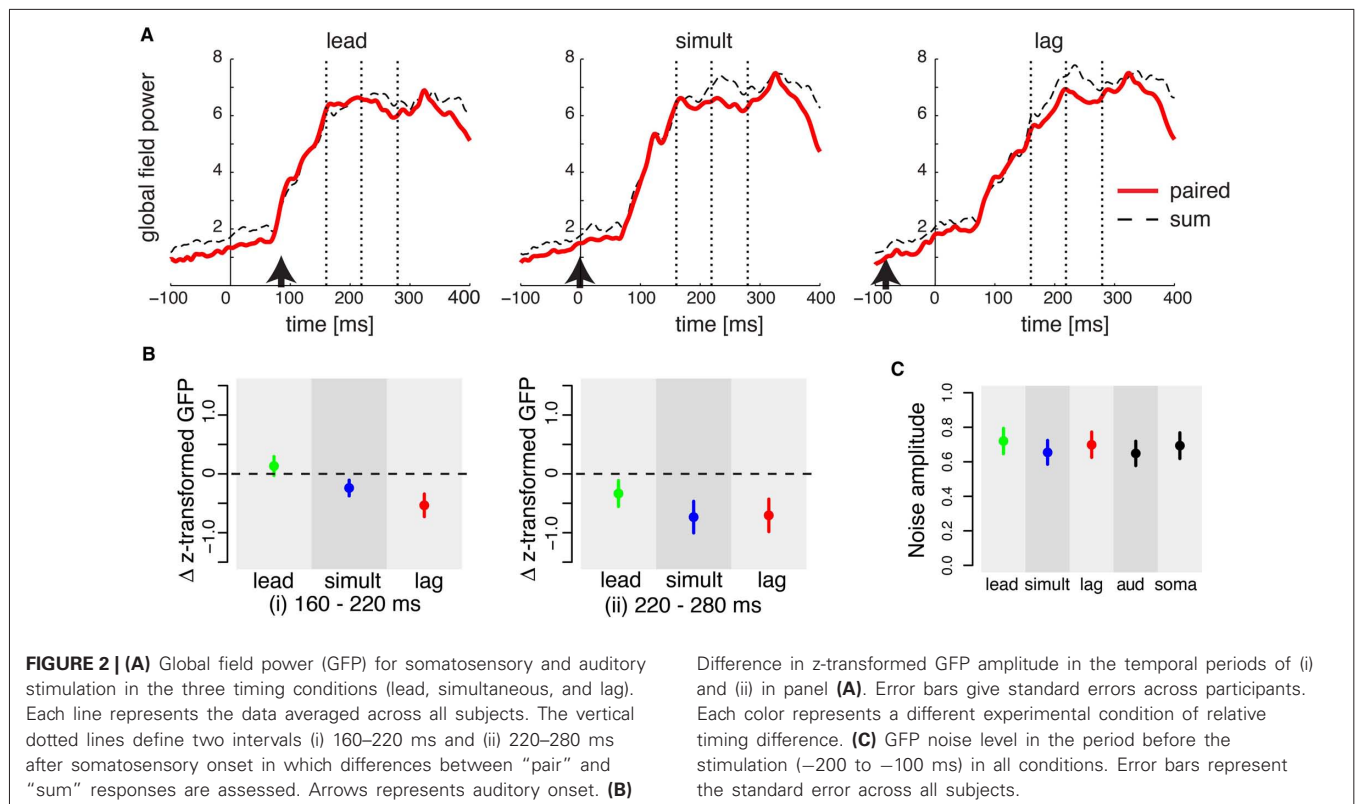 A
lead
simult
lag
global field power
8
6
4
2
−100 0 100 200 300 400
time [ms]
8
6
4
2
−100 0 100 200 300 400
time [ms]
8
6
4
2
−100 0 100 200 300 400
time [ms]
paired
sum
B
Δ z-transformed GFP
1.0
0
−1.0
lead simult lag
(i) 160 - 220 ms
Δ z-transformed GFP
1.0
0
−1.0
lead simult lag
(ii) 220 - 280 ms
C
Noise amplitude
1.0
0.8
0.6
0.4
0.2
0.0
lead simult lag aud soma
FIGURE 2 | (A) Global field power (GFP) for somatosensory and auditory
stimulation in the three timing conditions (lead, simultaneous, and lag).
Each line represents the data averaged across all subjects. The vertical
dotted lines define two intervals (i) 160–220 ms and (ii) 220–280 ms
after somatosensory onset in which differences between “pair” and
“sum” responses are assessed. Arrows represents auditory onset. (B)
Difference in z-transformed GFP amplitude in the temporal periods of (i)
and (ii) in panel (A). Error bars give standard errors across participants.
Each color represents a different experimental condition of relative
timing difference. (C) GFP noise level in the period before the
stimulation (−200 to −100 ms) in all conditions. Error bars represent
the standard error across all subjects.